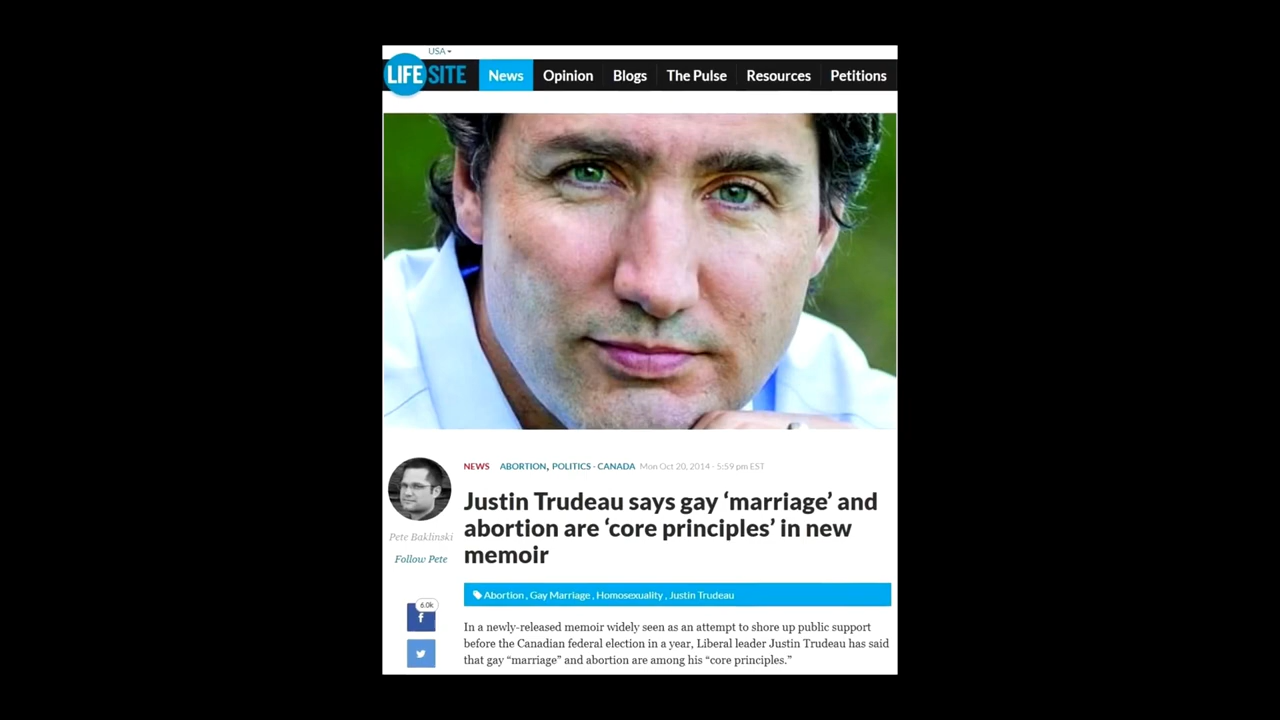 USA
LIFE SITE News Opinion Blogs The Pulse Resources Petitions
NEWS ABORTION, POLITICS - CANADA Mon Oct 20, 2014 - 5:59 pm EST
Justin Trudeau says gay ‘marriage’ and
abortion are ‘core principles’ in new
memoir
Pete Baklinski
Follow Pete
Abortion , Gay Marriage , Homosexuality , Justin Trudeau
6.0k
f
In a newly-released memoir widely seen as an attempt to shore up public support
before the Canadian federal election in a year, Liberal leader Justin Trudeau has said
that gay “marriage” and abortion are among his “core principles.”